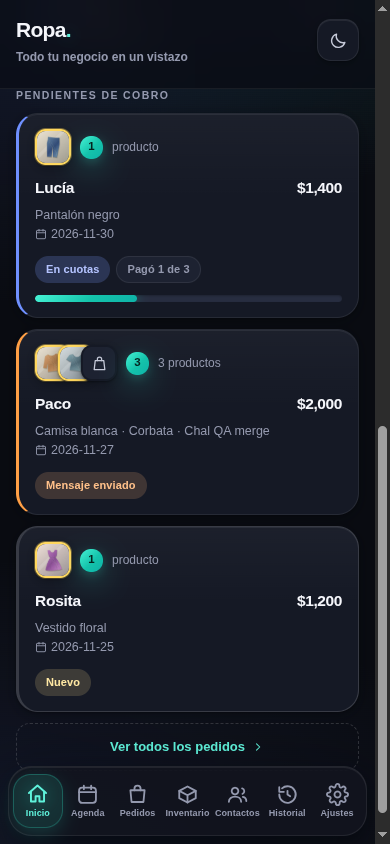 Ropa.
Todo tu negocio en un vistazo
PENDIENTES DE COBRO
1 producto
Lucía $1,400
Pantalón negro
2026-11-30
En cuotas Pagó 1 de 3
3 3 productos
Paco $2,000
Camisa blanca · Corbata · Chal QA merge
2026-11-27
Mensaje enviado
1 producto
Rosita $1,200
Vestido floral
2026-11-25
Nuevo
Ver todos los pedidos
Inicio Agenda Pedidos Inventario Contactos Historial Ajustes